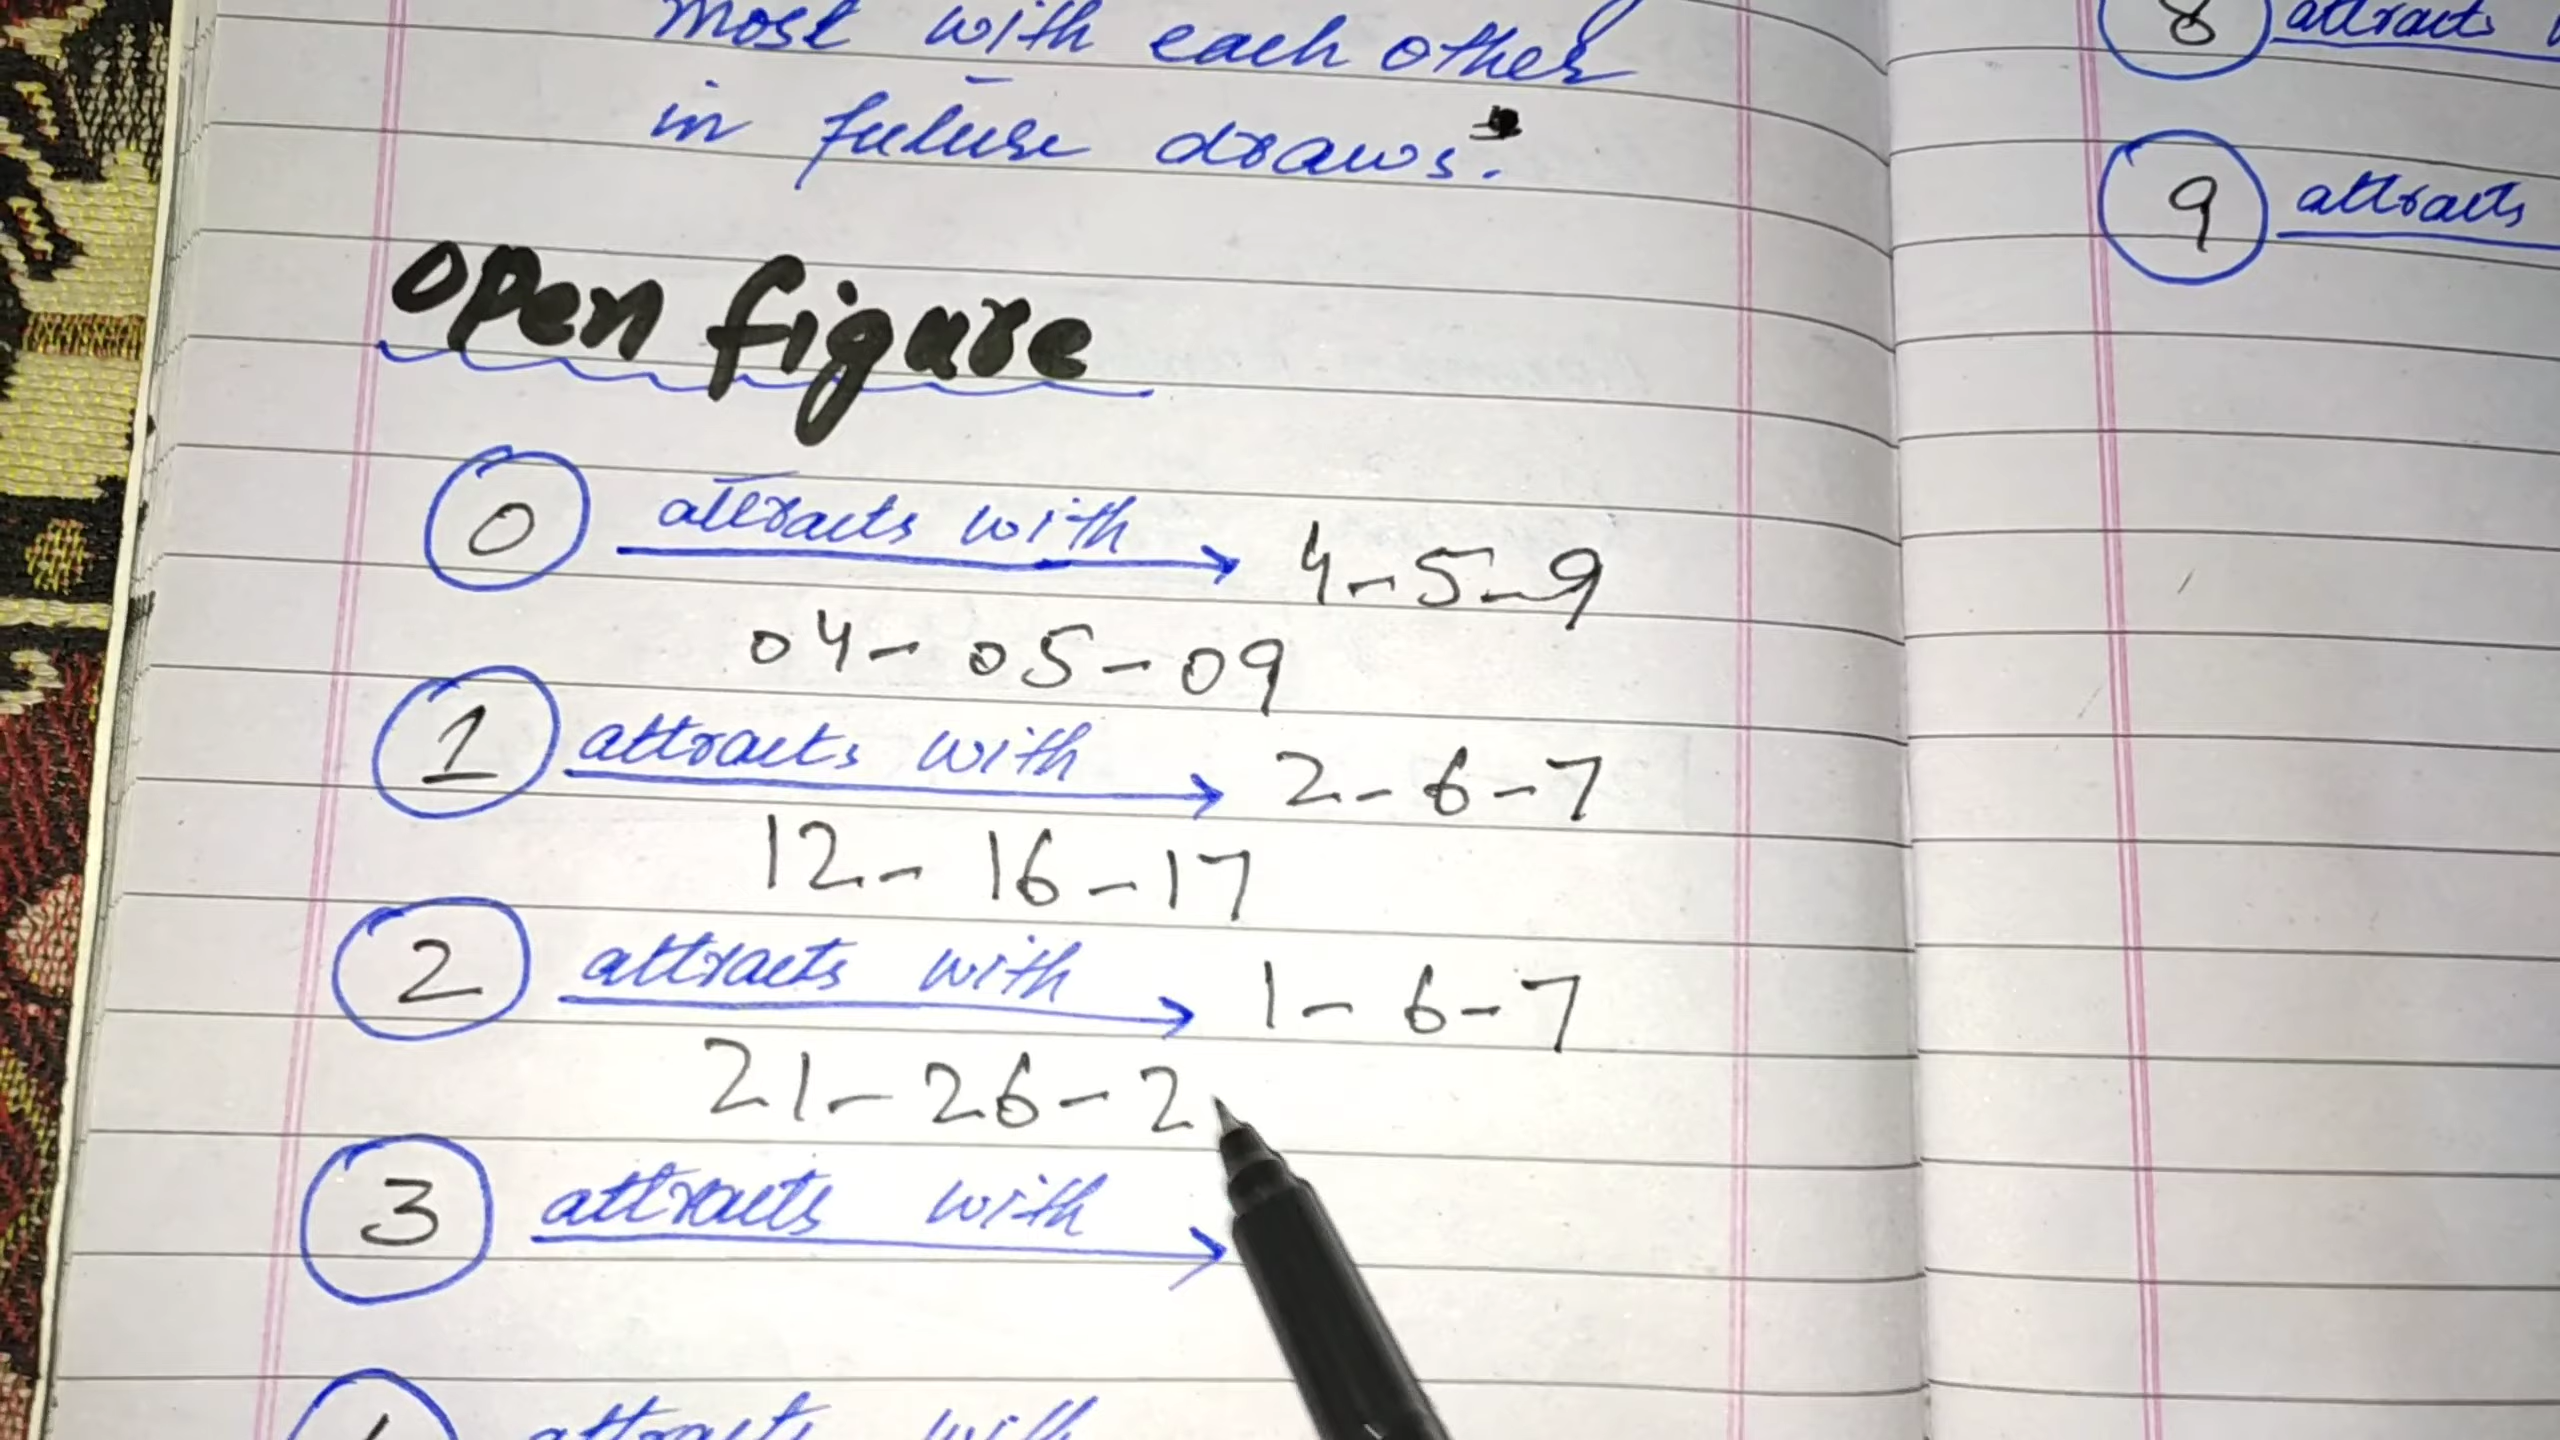 most with each other
in future draws.
open figure
0 attracts with → 4-5-9
04-05-09
1 attracts with → 2-6-7
12-16-17
2 attracts with → 1-6-7
21-26-2
3 attracts with →
attracts with
8 attracts
9 attracts